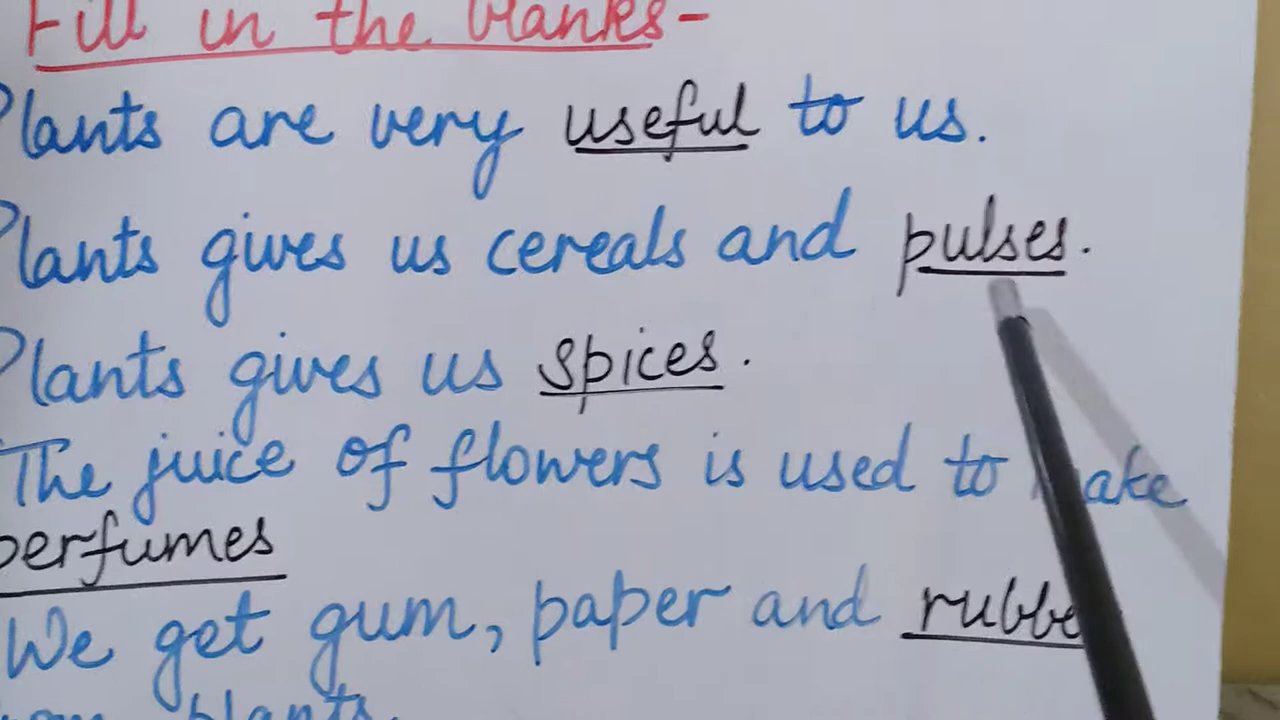 Fill in the blanks-
Plants are very useful to us.
Plants gives us cereals and pulses.
Plants gives us spices.
The juice of flowers is used to make
perfumes
We get gum, paper and rubber
plants.